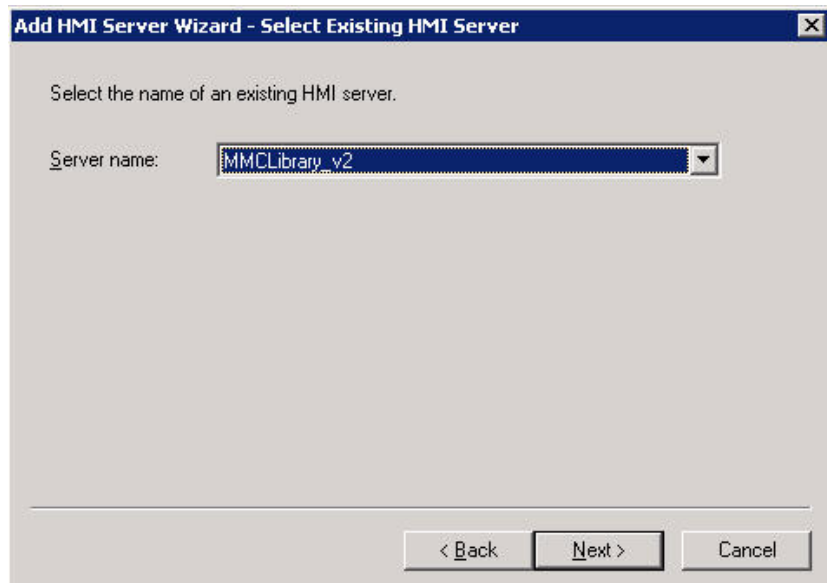 Add HMI Server Wizard - Select Existing HMI Server
Select the name of an existing HMI server.
Server name: MMCLibrary_v2
< Back Next > Cancel